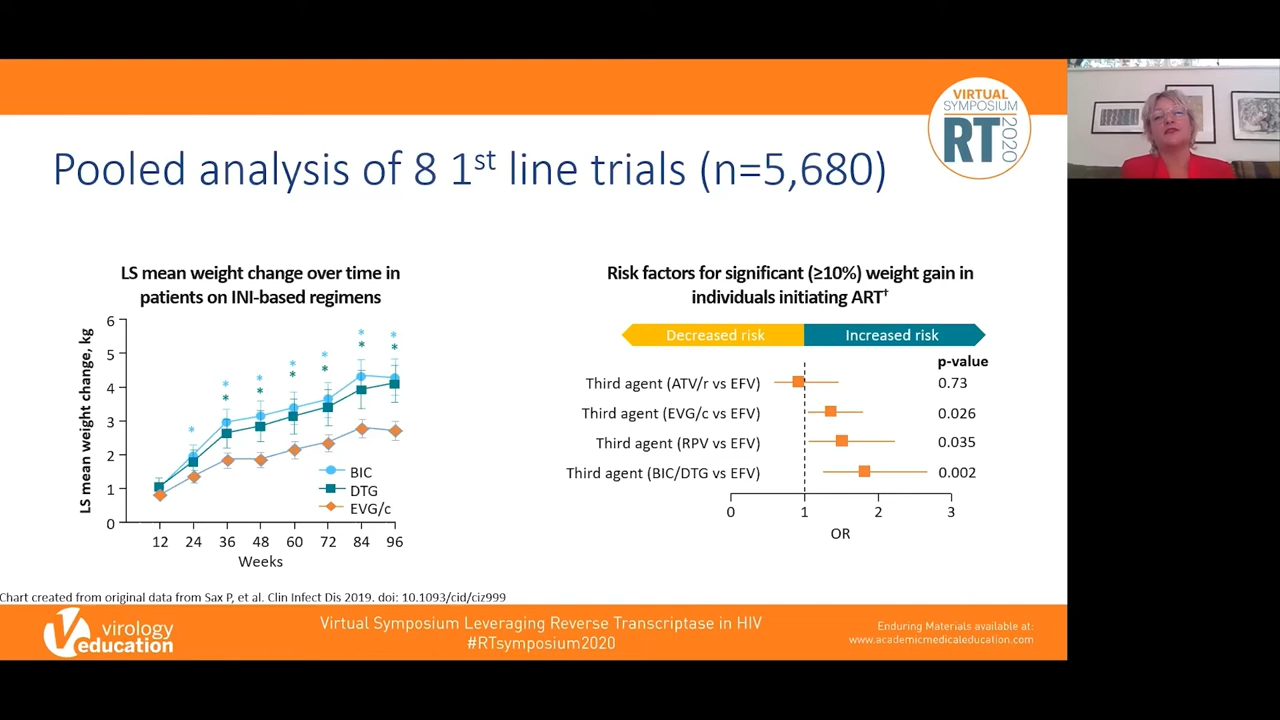 VIRTUAL
SYMPOSIUM
RT
2020
Pooled analysis of 8 1st line trials (n=5,680)
LS mean weight change over time in
patients on INI-based regimens
LS mean weight change, kg
6
5
4
3
2
1
0
* * * * * * *
* * * * * *
BIC
DTG
EVG/c
12 24 36 48 60 72 84 96
Weeks
Risk factors for significant (≥10%) weight gain in
individuals initiating ART†
Decreased risk Increased risk
p-value
Third agent (ATV/r vs EFV) 0.73
Third agent (EVG/c vs EFV) 0.026
Third agent (RPV vs EFV) 0.035
Third agent (BIC/DTG vs EFV) 0.002
0 1 2 3
OR
Chart created from original data from Sax P, et al. Clin Infect Dis 2019. doi: 10.1093/cid/ciz999
virology
education
Virtual Symposium Leveraging Reverse Transcriptase in HIV
#RTsymposium2020
Enduring Materials available at:
www.academicmedicaleducation.com